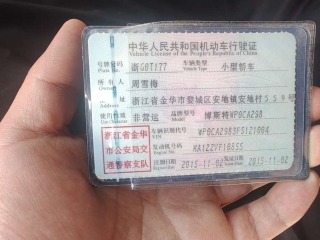 中华人民共和国机动车行驶证
Vehicle License of the People's Republic of China
号牌号码 浙G0T177 车辆类型 小型轿车
Plate No. Vehicle Type
所有人 周雪梅
Owner
住址 浙江省金华市婺城区安地镇安地村559号
Address
使用性质 非营运 品牌型号 博斯特WP9CA298
Use Character Model
浙江省金华市公安局交通警察支队
车辆识别代号 WP9CA2983FS121084
VIN
发动机号码
Engine No.
注册日期 2015-11-02 发证日期 2015-11-02
Register Date Issue Date